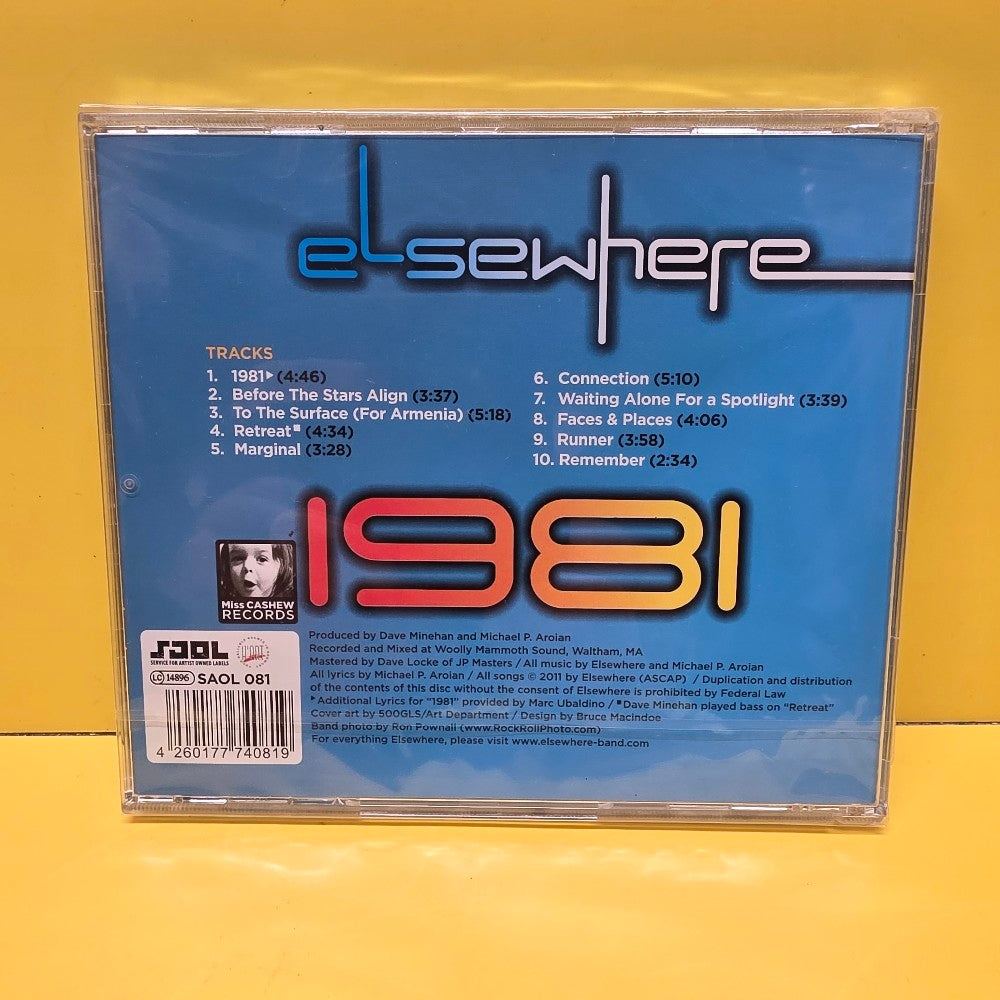 elsewhere
TRACKS
1. 1981▶ (4:46)
2. Before The Stars Align (3:37)
3. To The Surface (For Armenia) (5:18)
4. Retreat■ (4:34)
5. Marginal (3:28)
6. Connection (5:10)
7. Waiting Alone For a Spotlight (3:39)
8. Faces & Places (4:06)
9. Runner (3:58)
10. Remember (2:34)
1981
Miss CASHEW
RECORDS
SAOL
SERVICE FOR ARTIST OWNED LABELS
H'ART
LC 14896 SAOL 081
4 260177 740819
Produced by Dave Minehan and Michael P. Aroian
Recorded and Mixed at Woolly Mammoth Sound, Waltham, MA
Mastered by Dave Locke of JP Masters / All music by Elsewhere and Michael P. Aroian
All lyrics by Michael P. Aroian / All songs © 2011 by Elsewhere (ASCAP) / Duplication and distribution
of the contents of this disc without the consent of Elsewhere is prohibited by Federal Law
▶Additional Lyrics for "1981" provided by Marc Ubaldino / ■Dave Minehan played bass on "Retreat"
Cover art by 500GLS/Art Department / Design by Bruce MacIndoe
Band photo by Ron Pownall (www.RockRollPhoto.com)
For everything Elsewhere, please visit www.elsewhere-band.com